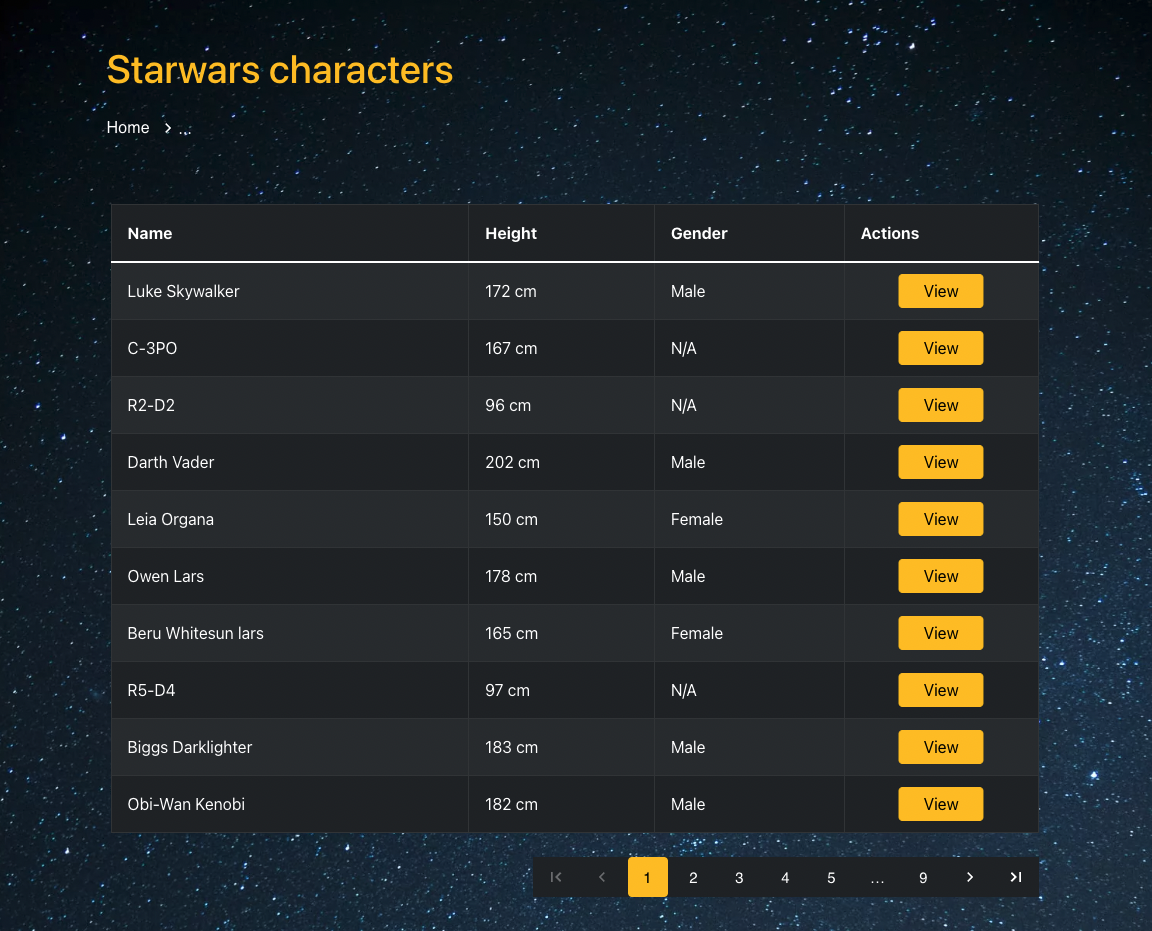 Starwars characters
Home > ...
Name Height Gender Actions
Luke Skywalker 172 cm Male View
C-3PO 167 cm N/A View
R2-D2 96 cm N/A View
Darth Vader 202 cm Male View
Leia Organa 150 cm Female View
Owen Lars 178 cm Male View
Beru Whitesun lars 165 cm Female View
R5-D4 97 cm N/A View
Biggs Darklighter 183 cm Male View
Obi-Wan Kenobi 182 cm Male View
1 2 3 4 5 ... 9